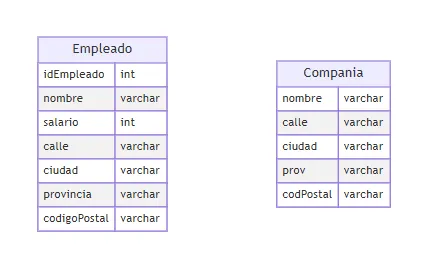 Empleado
idEmpleado int
nombre varchar
salario int
calle varchar
ciudad varchar
provincia varchar
codigoPostal varchar
Compania
nombre varchar
calle varchar
ciudad varchar
prov varchar
codPostal varchar